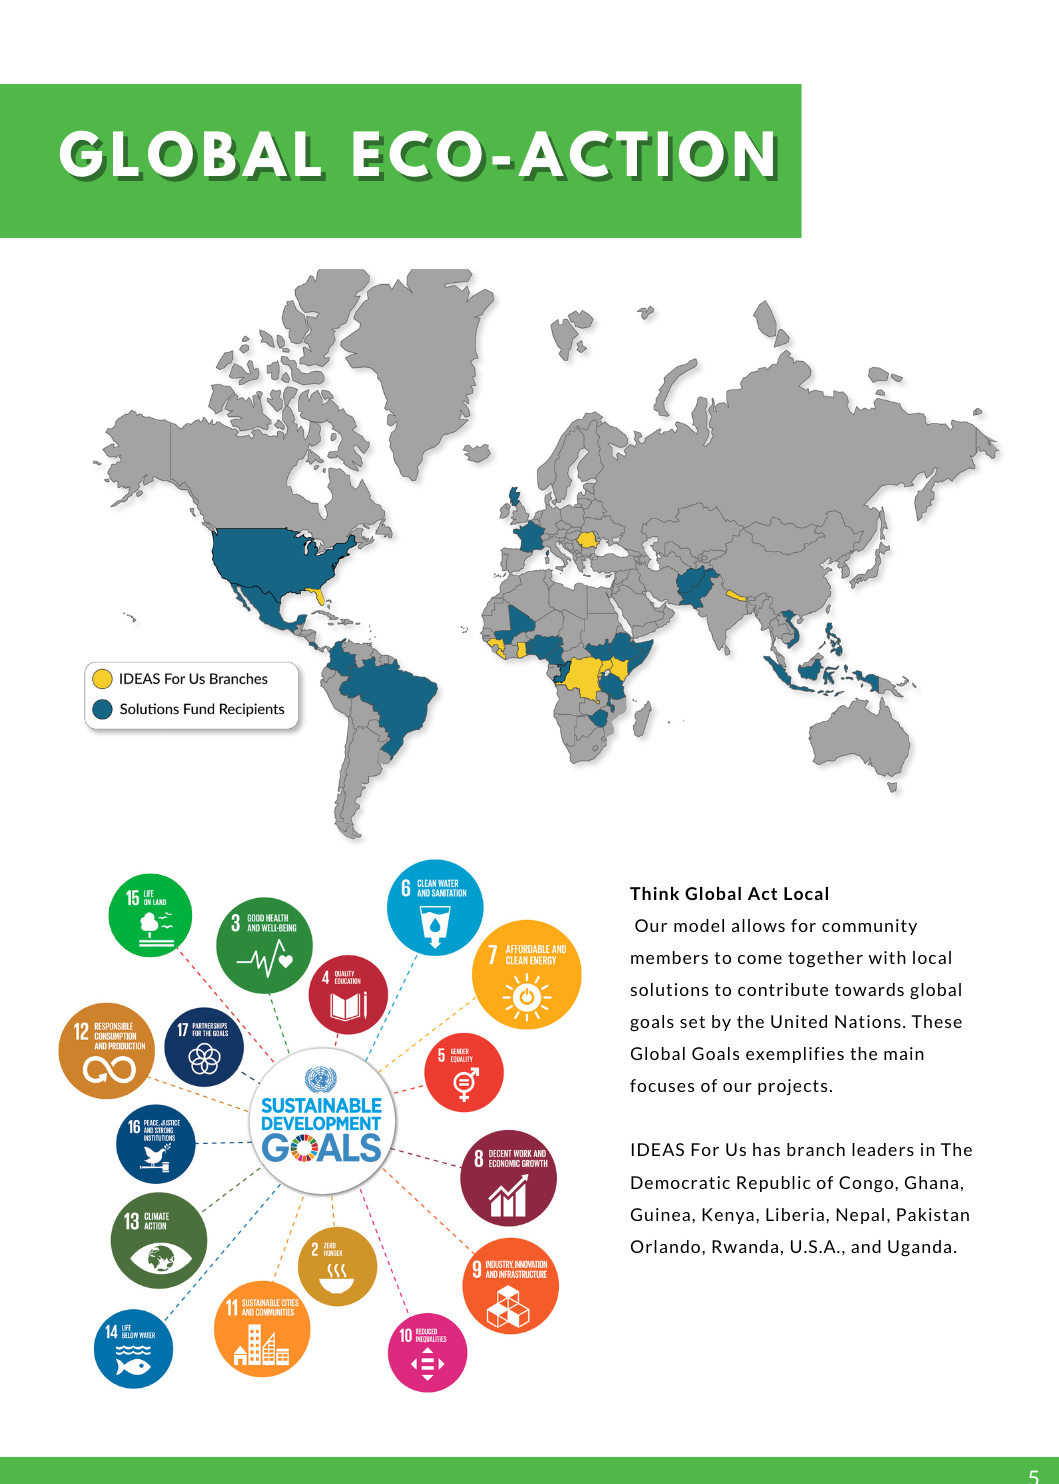 GLOBAL ECO-ACTION
IDEAS For Us Branches
Solutions Fund Recipients
15 LIFE
ON LAND
3 GOOD HEALTH
AND WELL-BEING
4 QUALITY
EDUCATION
6 CLEAN WATER
AND SANITATION
7 AFFORDABLE AND
CLEAN ENERGY
12 RESPONSIBLE
CONSUMPTION
AND PRODUCTION
17 PARTNERSHIPS
FOR THE GOALS
5 GENDER
EQUALITY
SUSTAINABLE
DEVELOPMENT
GOALS
16 PEACE, JUSTICE
AND STRONG
INSTITUTIONS
8 DECENT WORK AND
ECONOMIC GROWTH
13 CLIMATE
ACTION
2 ZERO
HUNGER
9 INDUSTRY, INNOVATION
AND INFRASTRUCTURE
11 SUSTAINABLE CITIES
AND COMMUNITIES
14 LIFE
BELOW WATER
10 REDUCED
INEQUALITIES
Think Global Act Local
Our model allows for community
members to come together with local
solutions to contribute towards global
goals set by the United Nations. These
Global Goals exemplifies the main
focuses of our projects.
IDEAS For Us has branch leaders in The
Democratic Republic of Congo, Ghana,
Guinea, Kenya, Liberia, Nepal, Pakistan
Orlando, Rwanda, U.S.A., and Uganda.
5